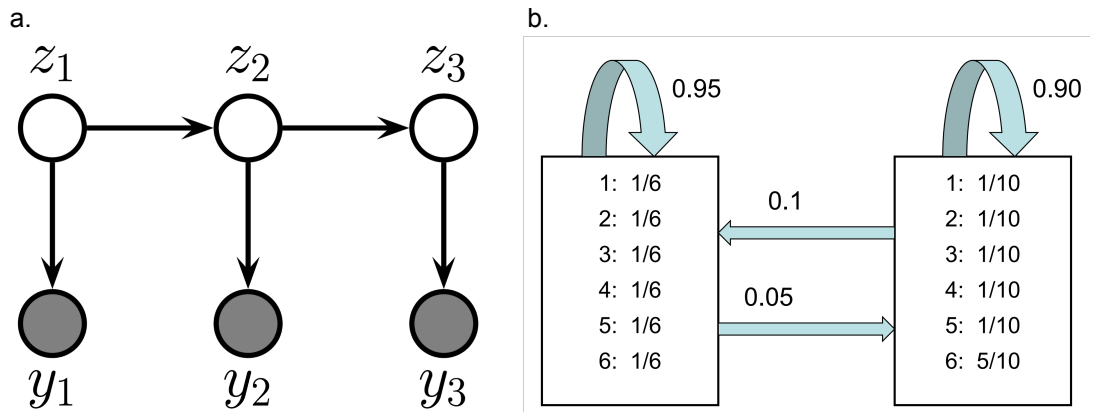 a.
z1
z2
z3
y1
y2
y3
b.
0.95
0.90
1: 1/6
2: 1/6
3: 1/6
4: 1/6
5: 1/6
6: 1/6
0.1
0.05
1: 1/10
2: 1/10
3: 1/10
4: 1/10
5: 1/10
6: 5/10